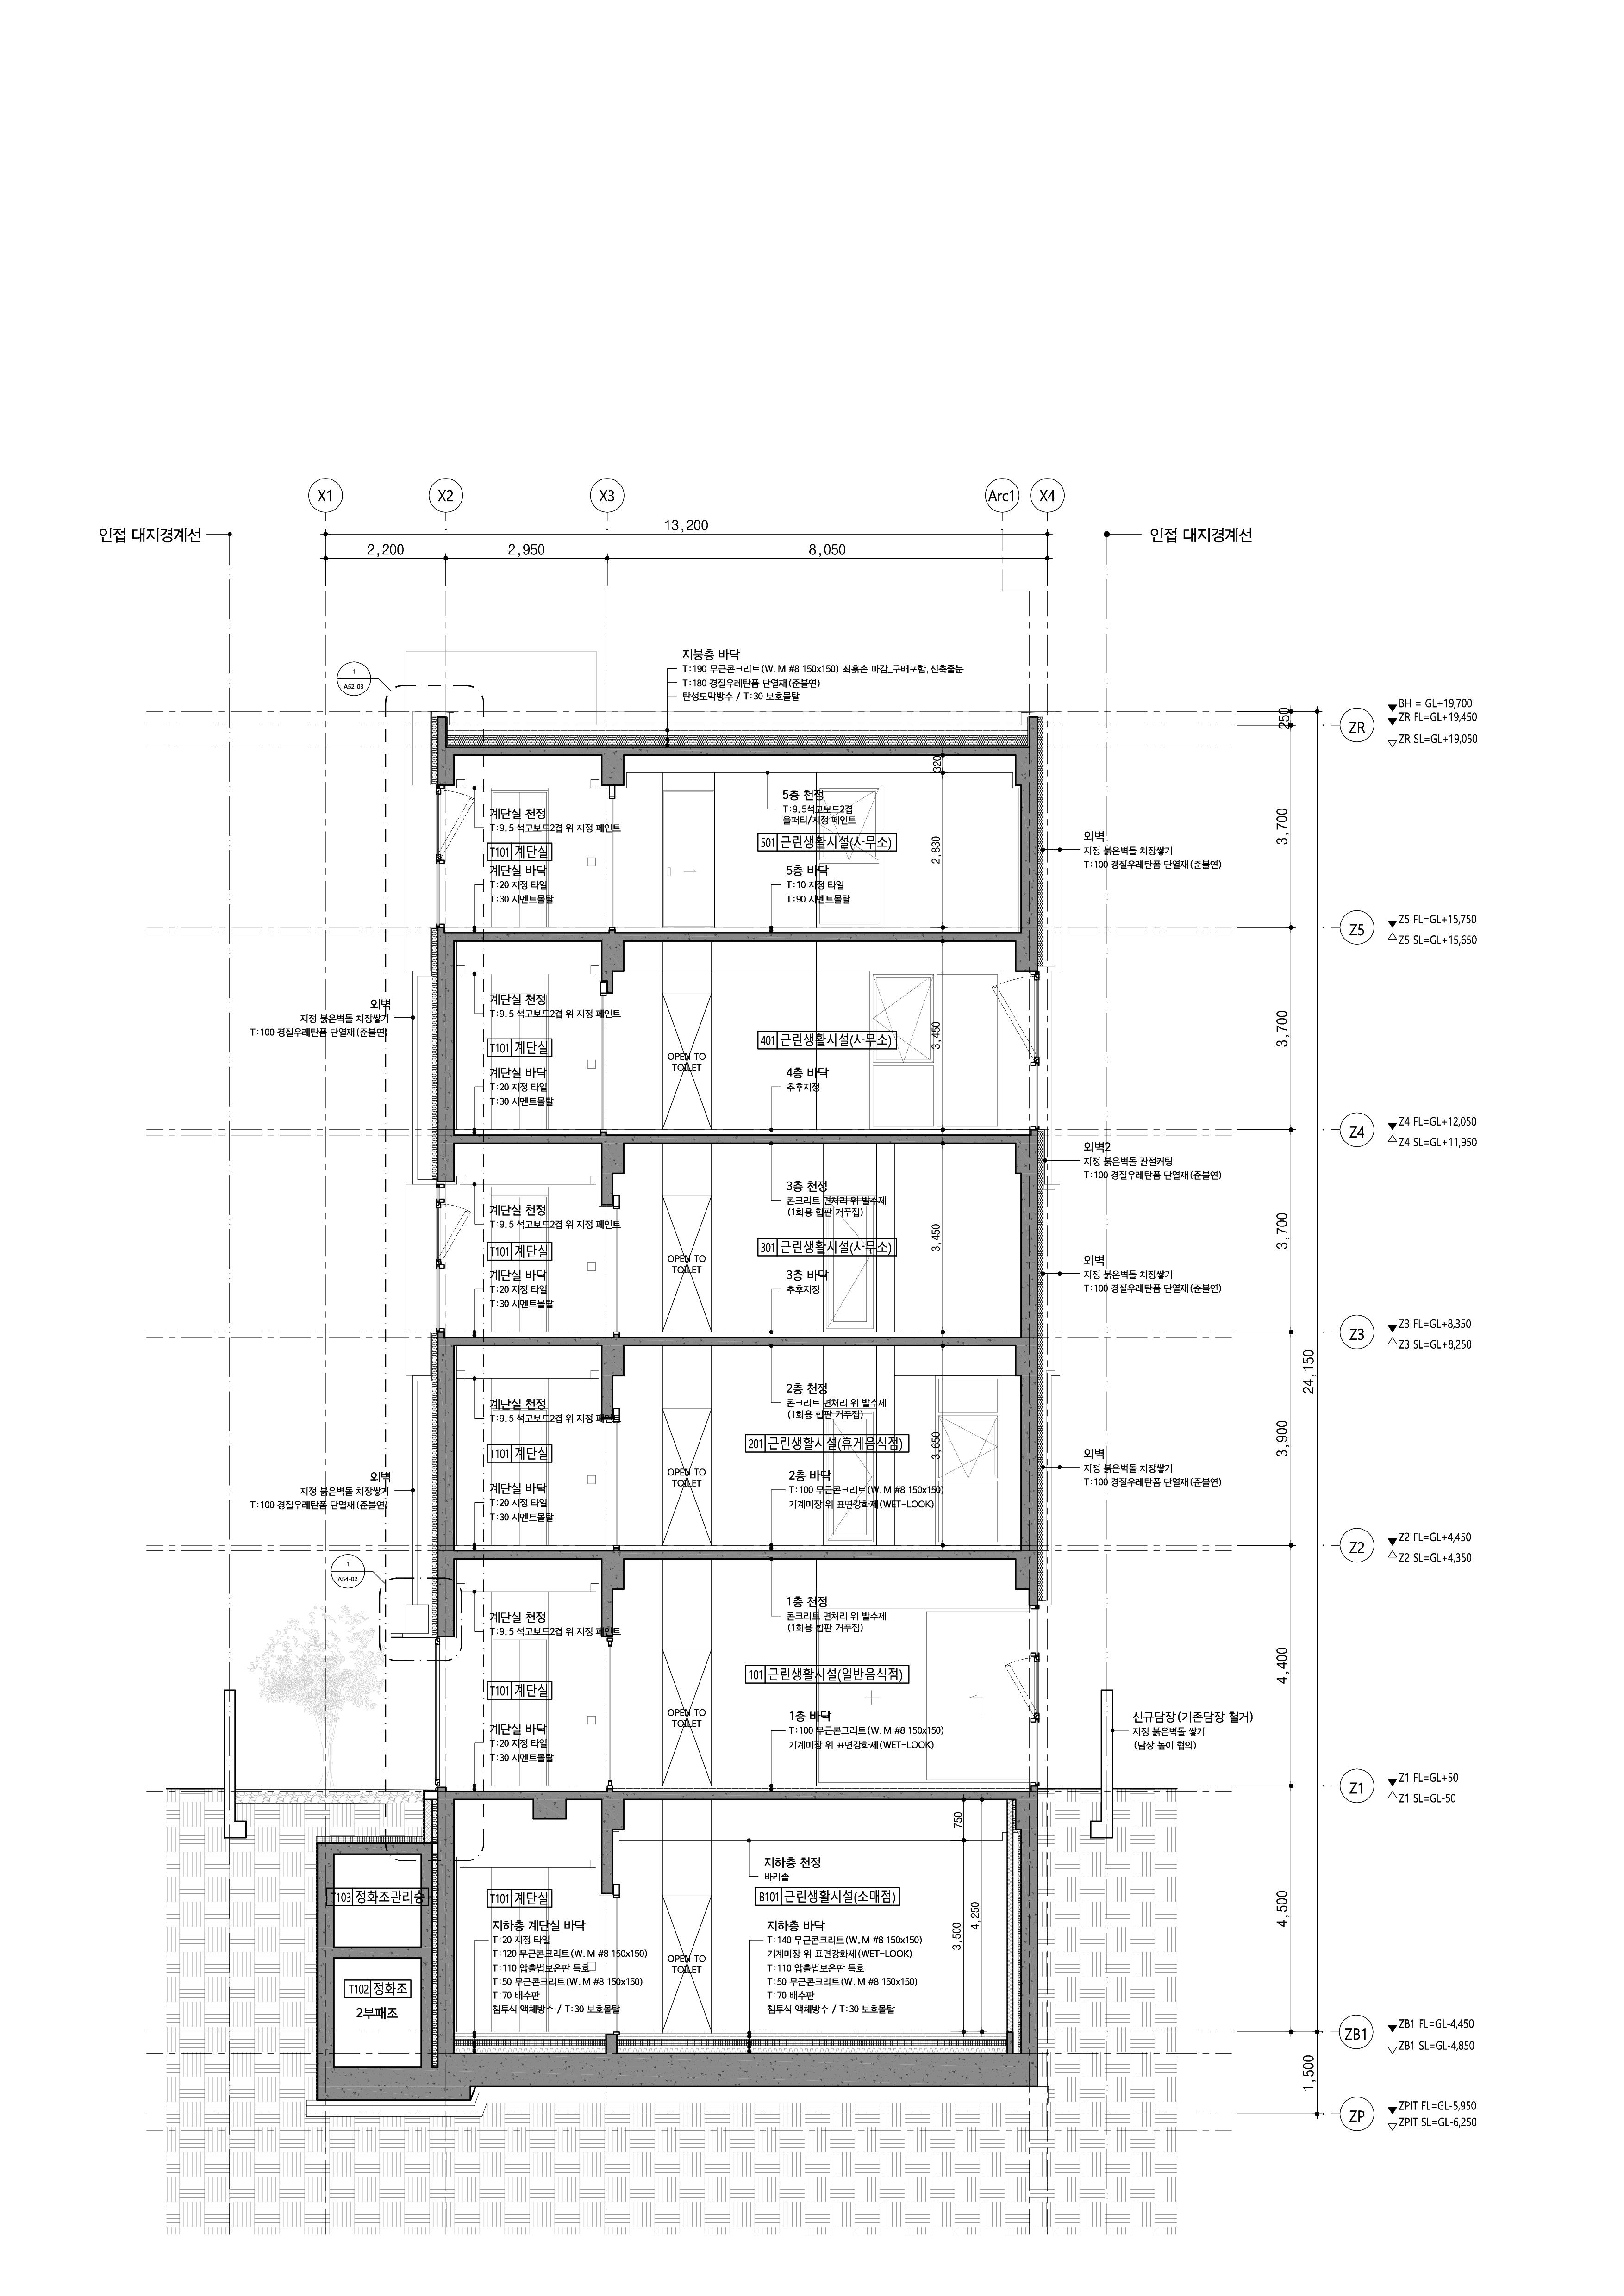 X1
X2
X3
Arc1
X4
인접 대지경계선
13,200
인접 대지경계선
2,200
2,950
8,050
지붕층 바닥
T:190 무근콘크리트(W.M #8 150x150) 쇠흙손 마감_구배포함,신축줄눈
T:180 경질우레탄폼 단열재(준불연)
탄성도막방수 / T:30 보호몰탈
1
A52-03
BH = GL+19,700
ZR FL=GL+19,450
ZR SL=GL+19,050
ZR
250
320
계단실 천정
T:9.5 석고보드2겹 위 지정 페인트
T101 계단실
계단실 바닥
T:20 지정 타일
T:30 시멘트몰탈
5층 천정
T:9.5석고보드2겹
올퍼티/지정 페인트
501 근린생활시설(사무소)
5층 바닥
T:10 지정 타일
T:90 시멘트몰탈
2,830
외벽
지정 붉은벽돌 치장쌓기
T:100 경질우레탄폼 단열재(준불연)
3,700
Z5
Z5 FL=GL+15,750
Z5 SL=GL+15,650
외벽
지정 붉은벽돌 치장쌓기
T:100 경질우레탄폼 단열재(준불연)
계단실 천정
T:9.5 석고보드2겹 위 지정 페인트
T101 계단실
계단실 바닥
T:20 지정 타일
T:30 시멘트몰탈
OPEN TO
TOILET
401 근린생활시설(사무소)
4층 바닥
추후지정
3,450
3,700
Z4
Z4 FL=GL+12,050
Z4 SL=GL+11,950
외벽2
지정 붉은벽돌 관절커팅
T:100 경질우레탄폼 단열재(준불연)
계단실 천정
T:9.5 석고보드2겹 위 지정 페인트
T101 계단실
계단실 바닥
T:20 지정 타일
T:30 시멘트몰탈
OPEN TO
TOILET
3층 천정
콘크리트 면처리 위 발수제
(1회용 합판 거푸집)
301 근린생활시설(사무소)
3층 바닥
추후지정
3,450
외벽
지정 붉은벽돌 치장쌓기
T:100 경질우레탄폼 단열재(준불연)
3,700
Z3
Z3 FL=GL+8,350
Z3 SL=GL+8,250
24,150
계단실 천정
T:9.5 석고보드2겹 위 지정 페인트
T101 계단실
계단실 바닥
T:20 지정 타일
T:30 시멘트몰탈
외벽
지정 붉은벽돌 치장쌓기
T:100 경질우레탄폼 단열재(준불연)
OPEN TO
TOILET
2층 천정
콘크리트 면처리 위 발수제
(1회용 합판 거푸집)
201 근린생활시설(휴게음식점)
2층 바닥
T:100 무근콘크리트(W.M #8 150x150)
기계미장 위 표면강화제(WET-LOOK)
3,650
외벽
지정 붉은벽돌 치장쌓기
T:100 경질우레탄폼 단열재(준불연)
3,900
Z2
Z2 FL=GL+4,450
Z2 SL=GL+4,350
1
A54-02
계단실 천정
T:9.5 석고보드2겹 위 지정 페인트
T101 계단실
계단실 바닥
T:20 지정 타일
T:30 시멘트몰탈
OPEN TO
TOILET
1층 천정
콘크리트 면처리 위 발수제
(1회용 합판 거푸집)
101 근린생활시설(일반음식점)
1층 바닥
T:100 무근콘크리트(W.M #8 150x150)
기계미장 위 표면강화제(WET-LOOK)
신규담장(기존담장 철거)
지정 붉은벽돌 쌓기
(담장 높이 협의)
4,400
Z1
Z1 FL=GL+50
Z1 SL=GL-50
T103 정화조관리층
T102 정화조
2부패조
T101 계단실
지하층 계단실 바닥
T:20 지정 타일
T:120 무근콘크리트(W.M #8 150x150)
T:110 압출법보온판 특호
T:50 무근콘크리트(W.M #8 150x150)
T:70 배수판
침투식 액체방수 / T:30 보호몰탈
OPEN TO
TOILET
지하층 천정
바리솔
B101 근린생활시설(소매점)
지하층 바닥
T:140 무근콘크리트(W.M #8 150x150)
기계미장 위 표면강화제(WET-LOOK)
T:110 압출법보온판 특호
T:50 무근콘크리트(W.M #8 150x150)
T:70 배수판
침투식 액체방수 / T:30 보호몰탈
750
3,500
4,250
4,500
ZB1
ZB1 FL=GL-4,450
ZB1 SL=GL-4,850
1,500
ZP
ZPIT FL=GL-5,950
ZPIT SL=GL-6,250